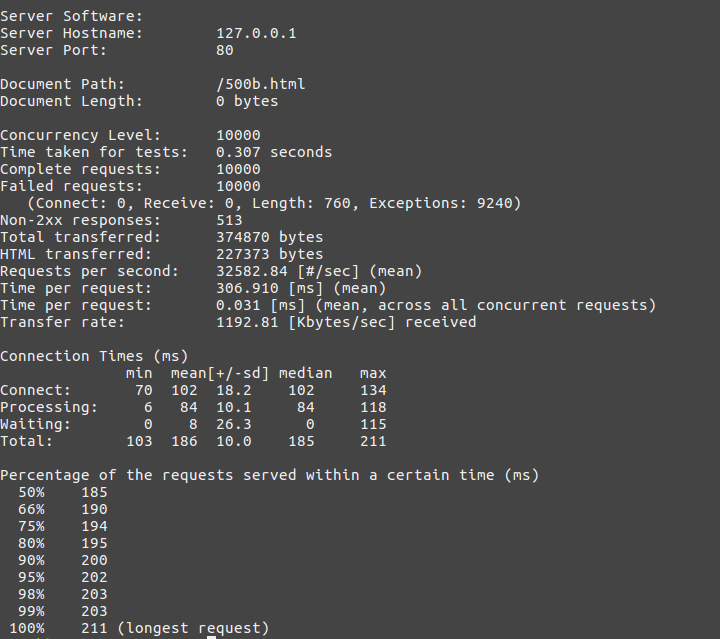 Server Software:
Server Hostname:        127.0.0.1
Server Port:            80

Document Path:          /500b.html
Document Length:        0 bytes

Concurrency Level:      10000
Time taken for tests:   0.307 seconds
Complete requests:      10000
Failed requests:        10000
   (Connect: 0, Receive: 0, Length: 760, Exceptions: 9240)
Non-2xx responses:      513
Total transferred:      374870 bytes
HTML transferred:       227373 bytes
Requests per second:    32582.84 [#/sec] (mean)
Time per request:       306.910 [ms] (mean)
Time per request:       0.031 [ms] (mean, across all concurrent requests)
Transfer rate:          1192.81 [Kbytes/sec] received

Connection Times (ms)
              min  mean[+/-sd] median   max
Connect:       70  102  18.2    102     134
Processing:     6   84  10.1     84     118
Waiting:        0    8  26.3      0     115
Total:        103  186  10.0    185     211

Percentage of the requests served within a certain time (ms)
  50%    185
  66%    190
  75%    194
  80%    195
  90%    200
  95%    202
  98%    203
  99%    203
 100%    211 (longest request)